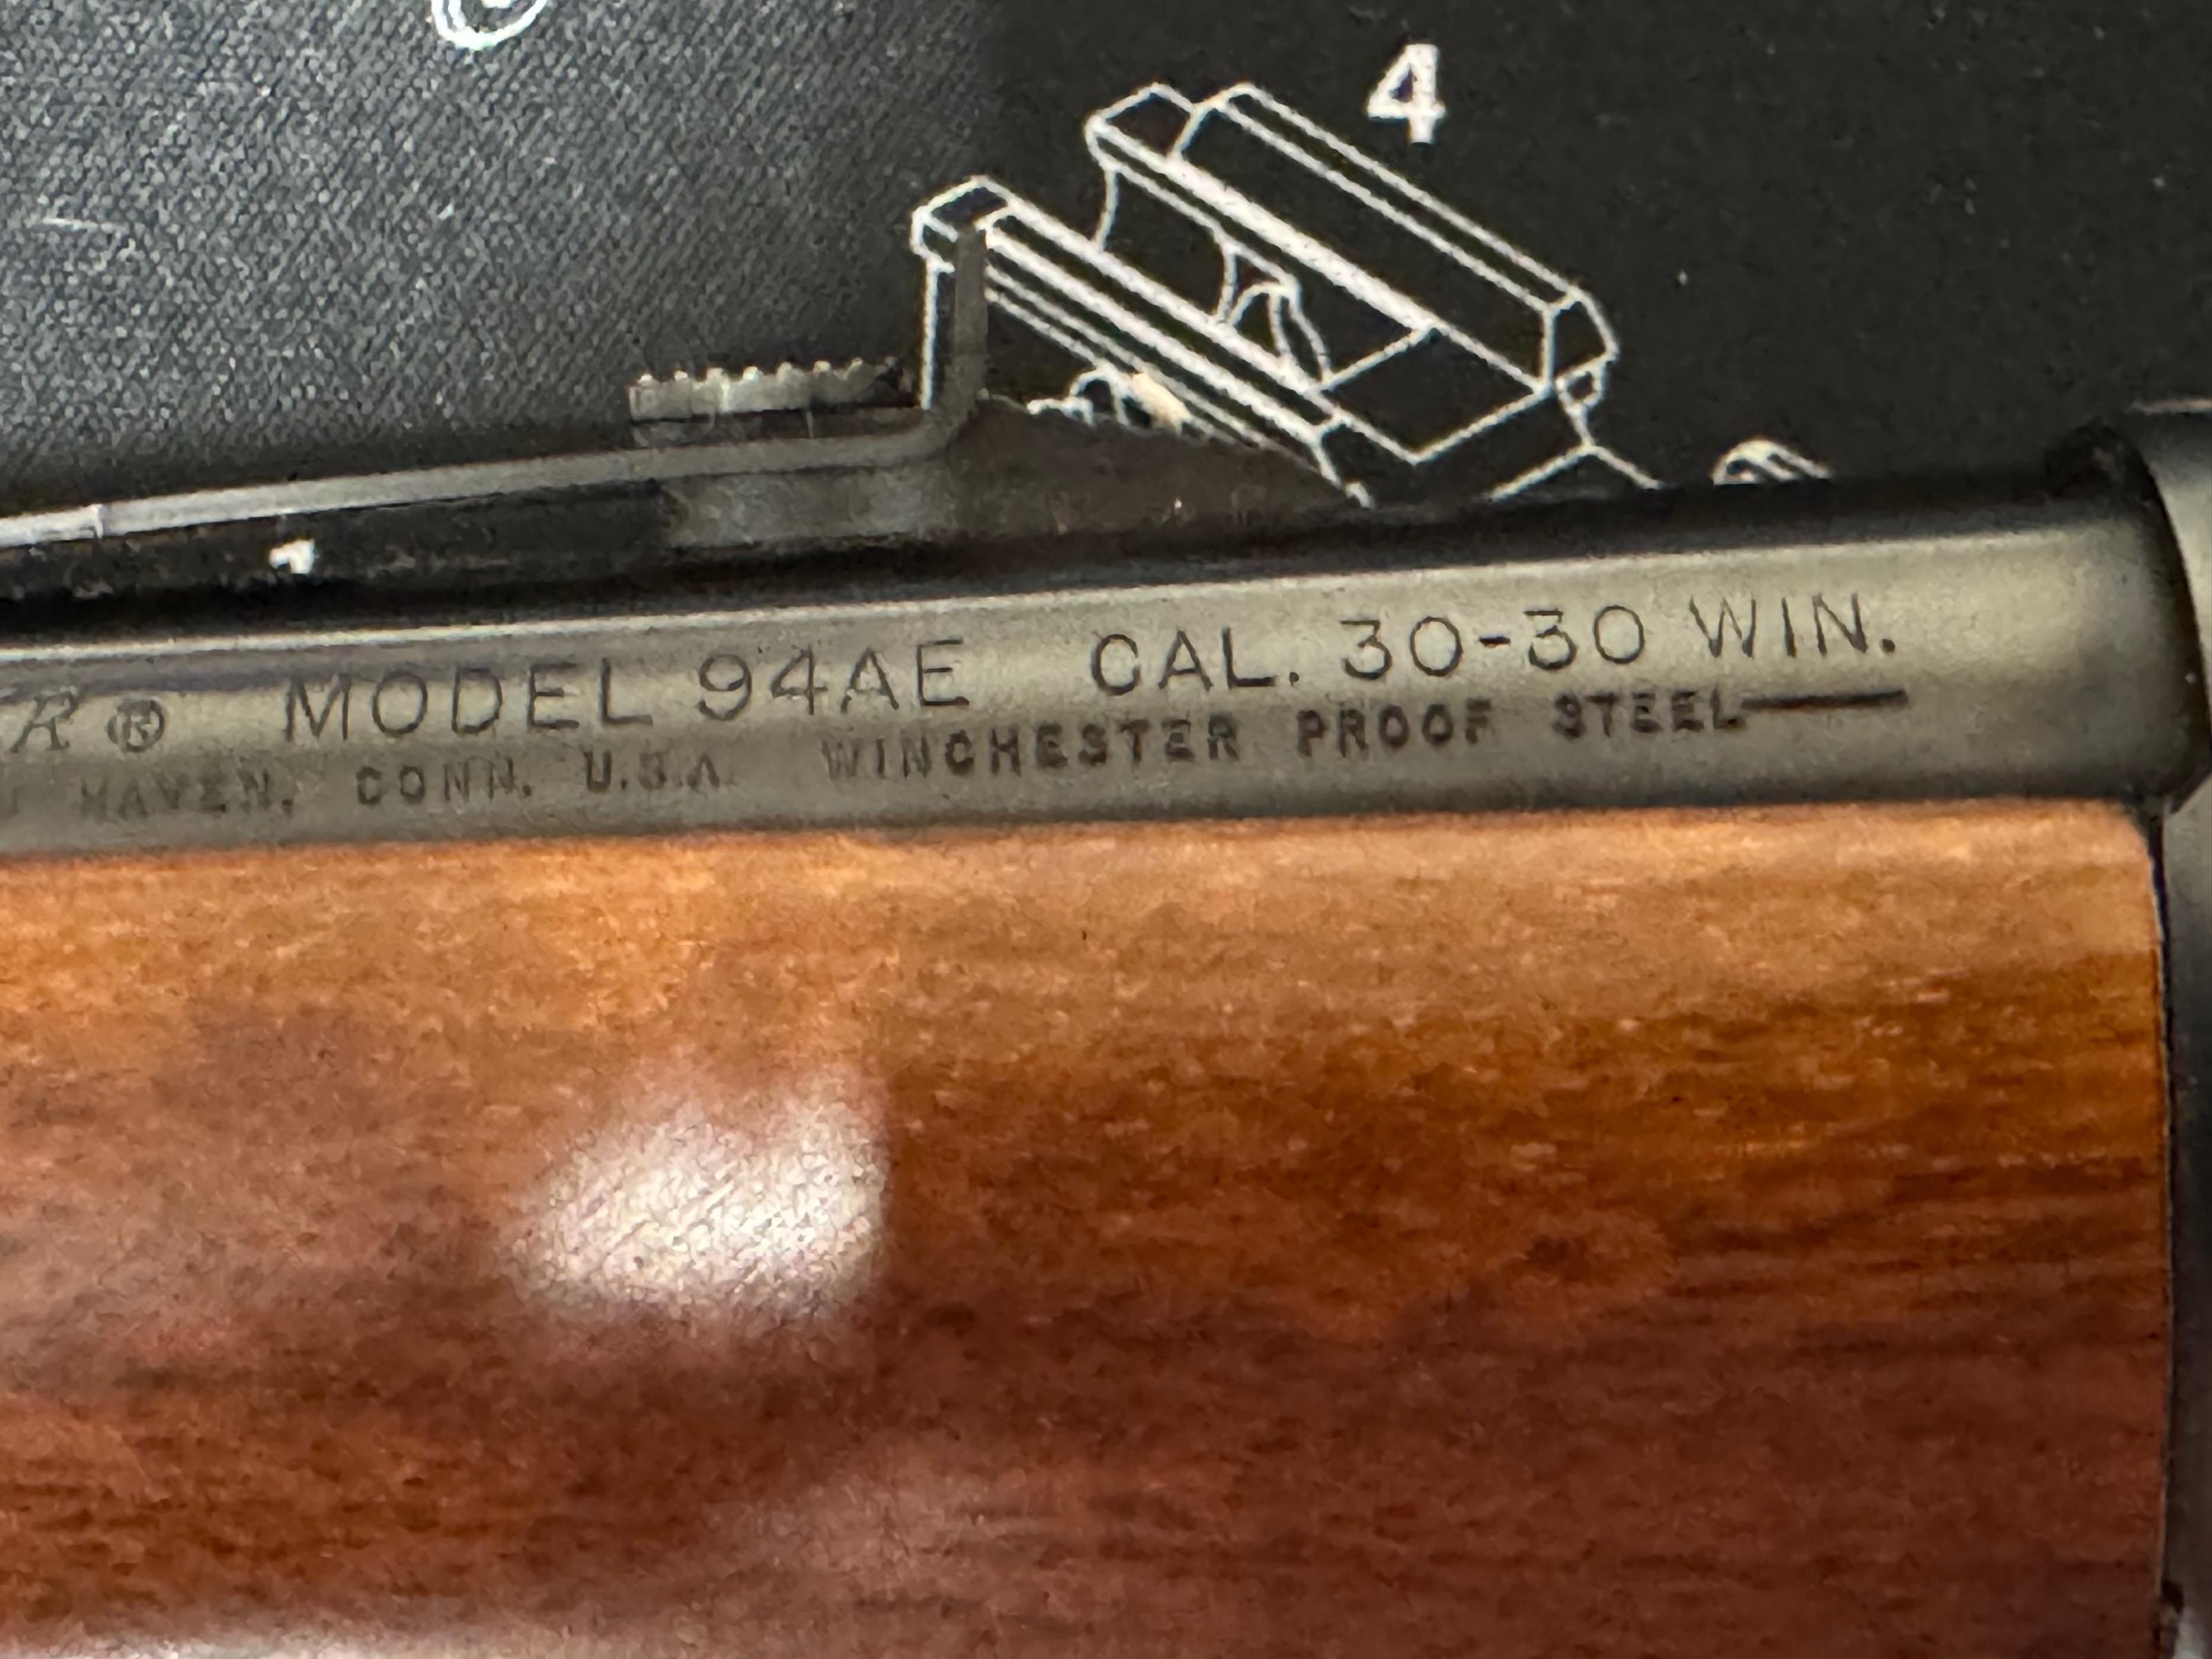 4
R® MODEL 94AE CAL. 30-30 WIN.
HAVEN, CONN. U.S.A. WINCHESTER PROOF STEEL—